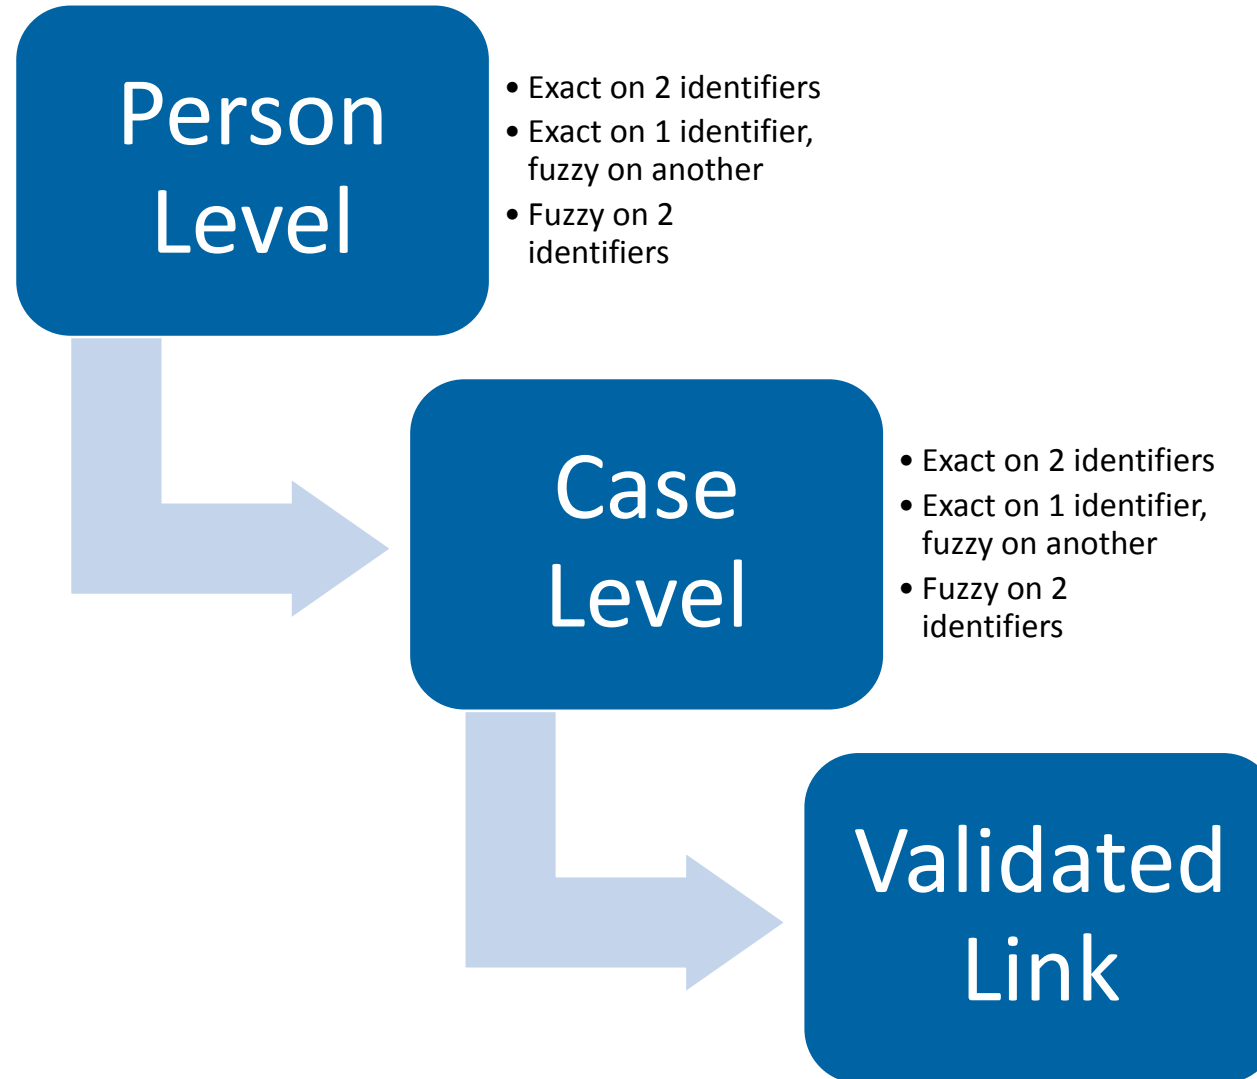 Person
Level
• Exact on 2 identifiers
• Exact on 1 identifier,
fuzzy on another
• Fuzzy on 2
identifiers
Case
Level
• Exact on 2 identifiers
• Exact on 1 identifier,
fuzzy on another
• Fuzzy on 2
identifiers
Validated
Link